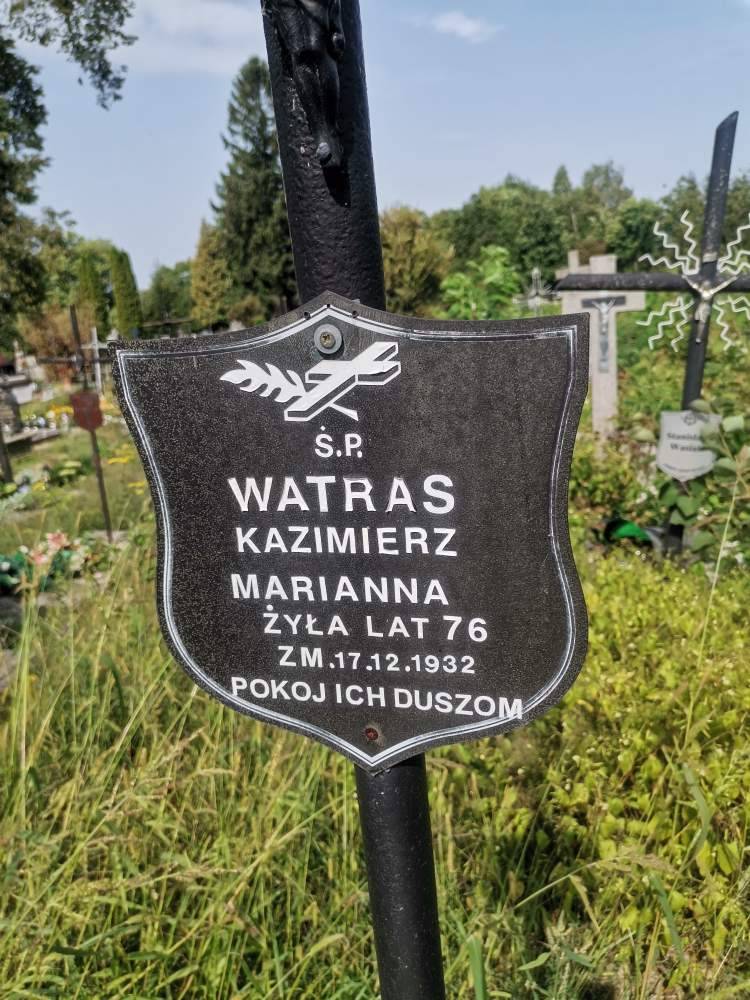 Ś.P.
WATRAS
KAZIMIERZ
MARIANNA
ŻYŁA LAT 76
ZM.17.12.1932
POKOJ ICH DUSZOM